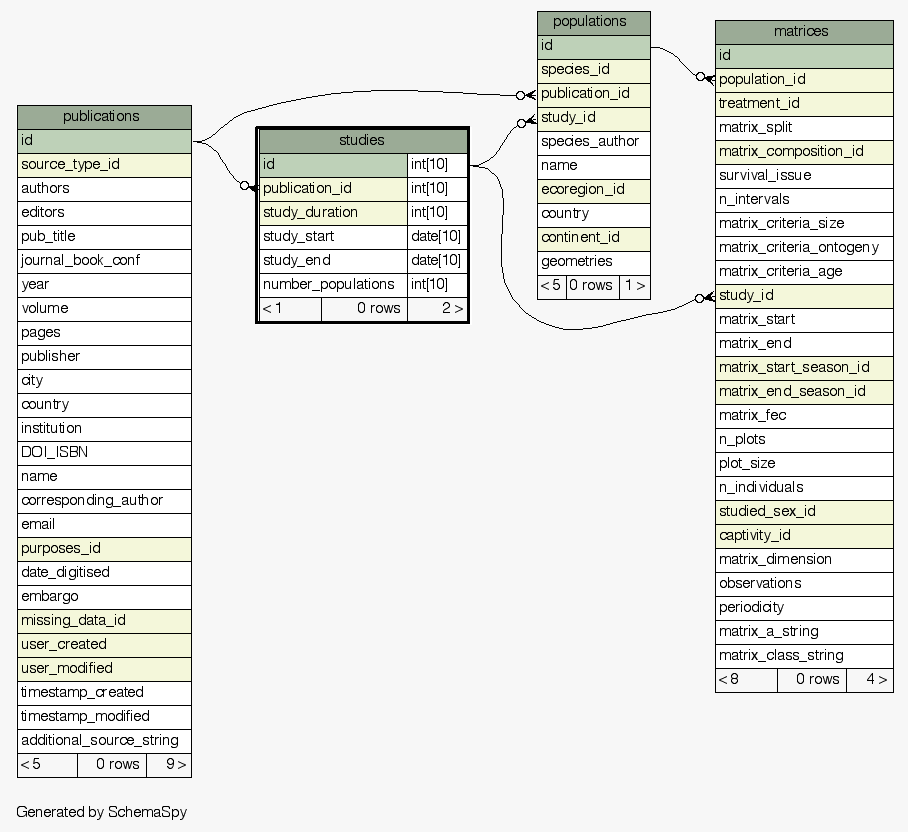 publications
id
source_type_id
authors
editors
pub_title
journal_book_conf
year
volume
pages
publisher
city
country
institution
DOI_ISBN
name
corresponding_author
email
purposes_id
date_digitised
embargo
missing_data_id
user_created
user_modified
timestamp_created
timestamp_modified
additional_source_string
< 5 0 rows 9 >
studies
id int[10]
publication_id int[10]
study_duration int[10]
study_start date[10]
study_end date[10]
number_populations int[10]
< 1 0 rows 2 >
populations
id
species_id
publication_id
study_id
species_author
name
ecoregion_id
country
continent_id
geometries
< 5 0 rows 1 >
matrices
id
population_id
treatment_id
matrix_split
matrix_composition_id
survival_issue
n_intervals
matrix_criteria_size
matrix_criteria_ontogeny
matrix_criteria_age
study_id
matrix_start
matrix_end
matrix_start_season_id
matrix_end_season_id
matrix_fec
n_plots
plot_size
n_individuals
studied_sex_id
captivity_id
matrix_dimension
observations
periodicity
matrix_a_string
matrix_class_string
< 8 0 rows 4 >
Generated by SchemaSpy